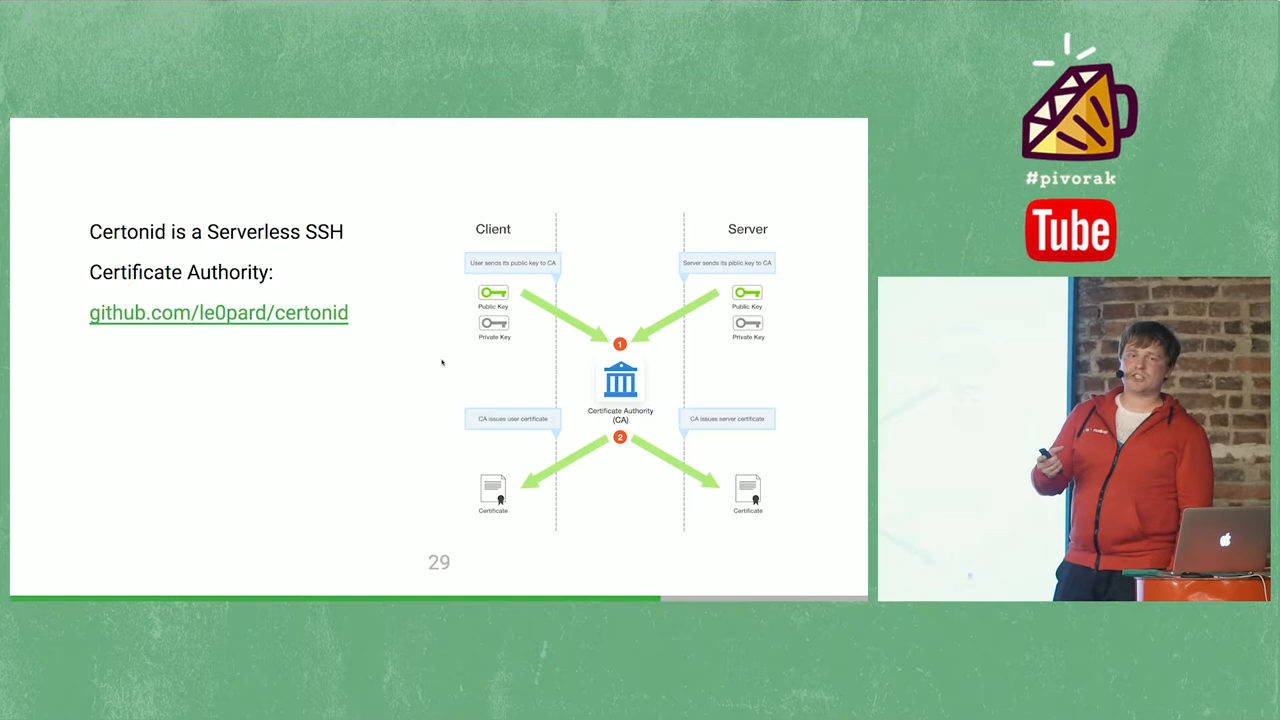 Certonid is a Serverless SSH
Certificate Authority:
github.com/le0pard/certonid
Client
Server
User sends its public key to CA
Server sends its piblic key to CA
Public Key
Public Key
Private Key
Private Key
1
Certificate Authority
(CA)
CA issues user certificate
CA issues server certificate
2
Certificate
Certificate
29
#pivorak
Tube